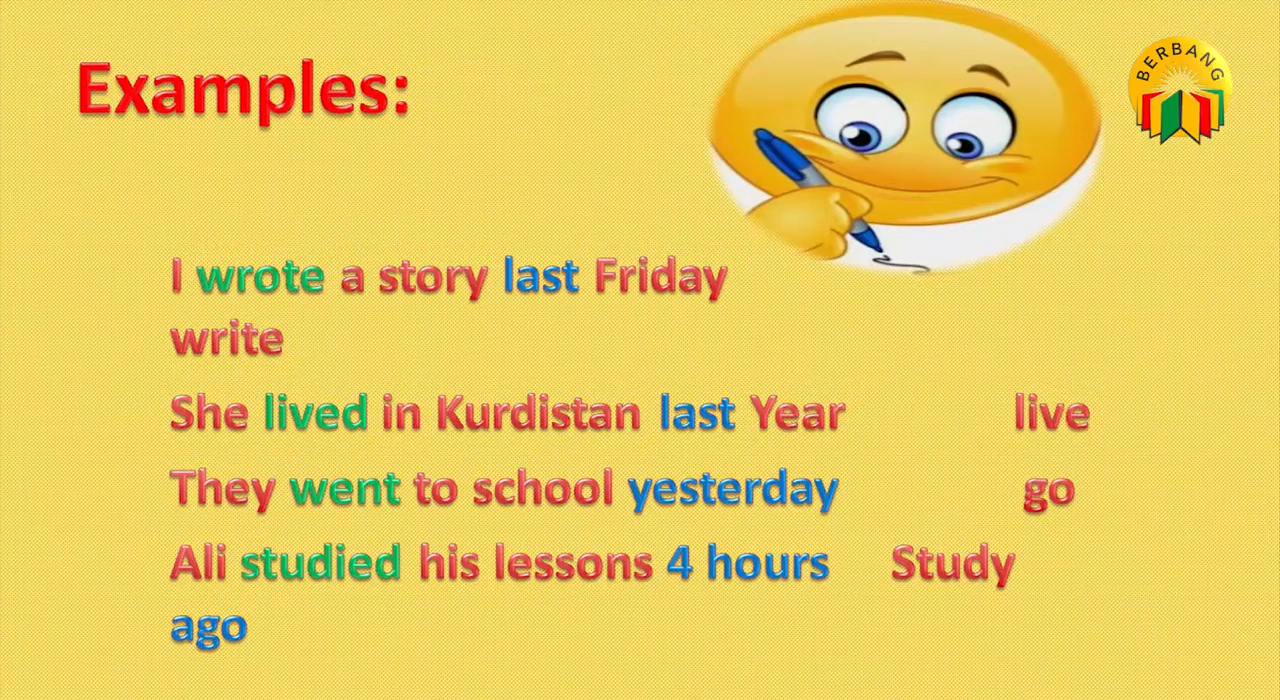 Examples:
BERBANG
I wrote a story last Friday
write
She lived in Kurdistan last Year live
They went to school yesterday go
Ali studied his lessons 4 hours Study
ago